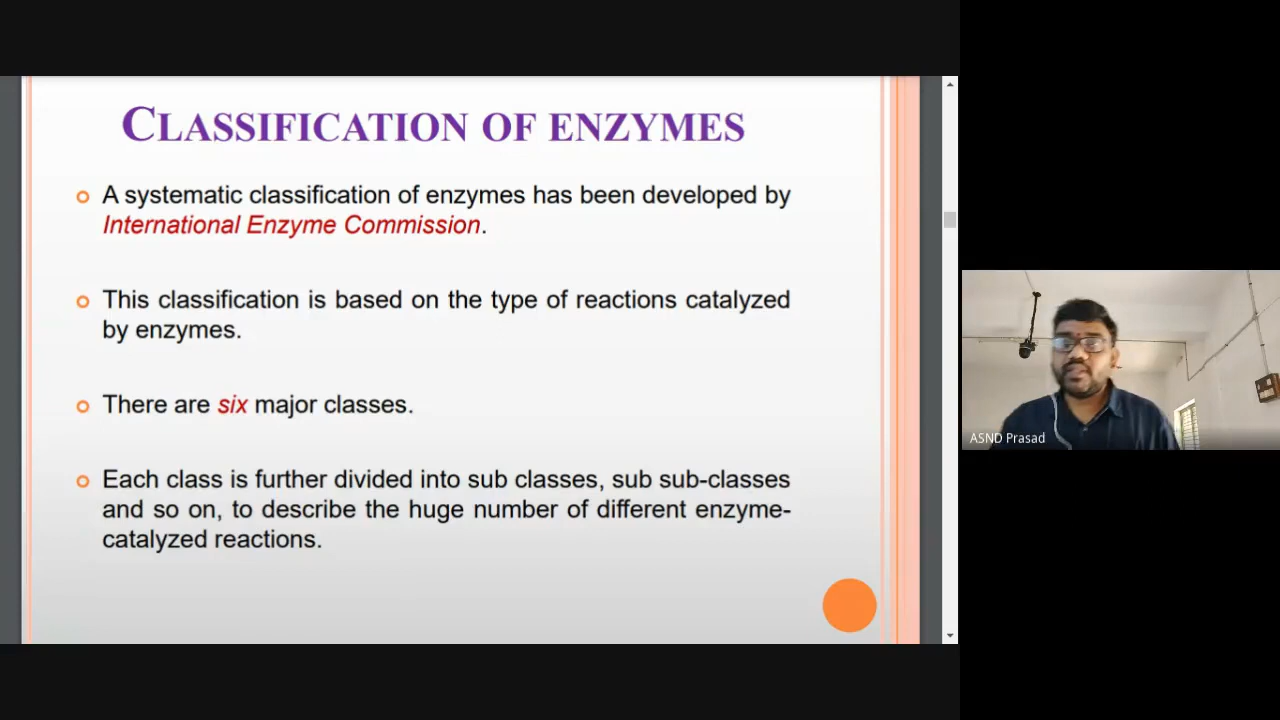 CLASSIFICATION OF ENZYMES
A systematic classification of enzymes has been developed by
International Enzyme Commission.
This classification is based on the type of reactions catalyzed
by enzymes.
There are six major classes.
Each class is further divided into sub classes, sub sub-classes
and so on, to describe the huge number of different enzyme-
catalyzed reactions.
ASND Prasad